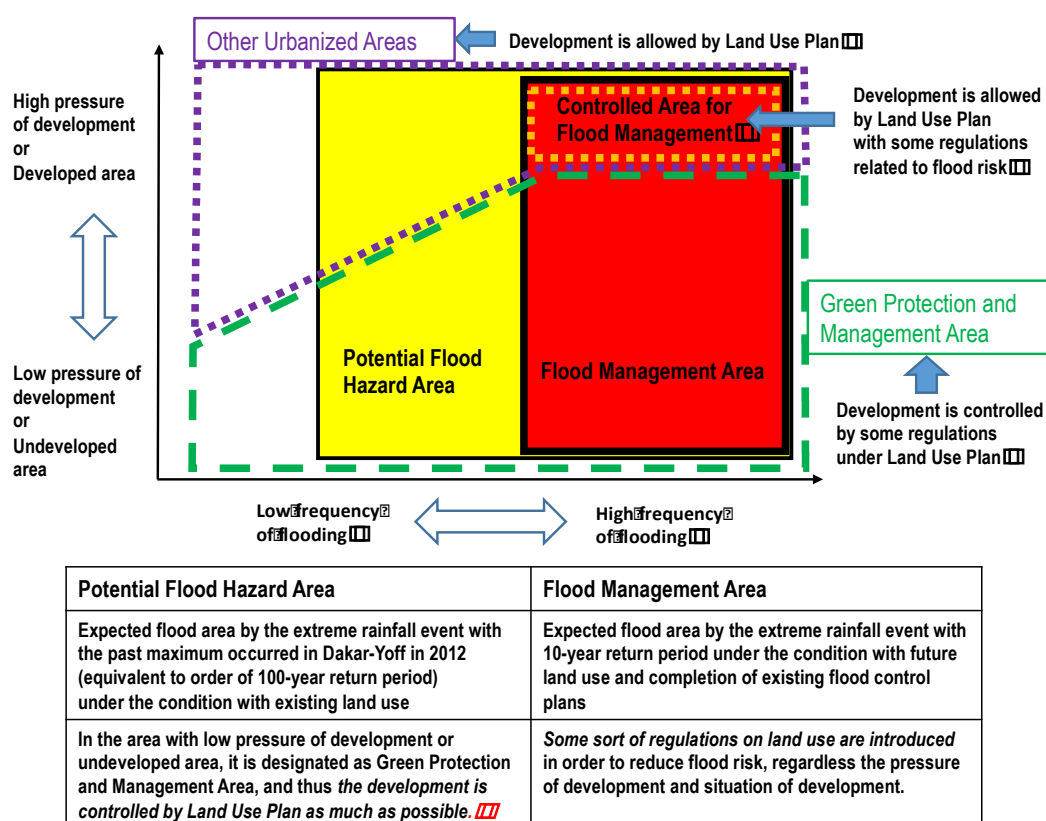 Other Urbanized Areas
Development is allowed by Land Use Plan
High pressure
of development
or
Developed area
Controlled Area for
Flood Management
Development is allowed
by Land Use Plan
with some regulations
related to flood risk
Green Protection and
Management Area
Potential Flood
Hazard Area
Flood Management Area
Low pressure of
development
or
Undeveloped
area
Development is controlled
by some regulations
under Land Use Plan
Low frequency
of flooding
High frequency
of flooding
Potential Flood Hazard Area
Flood Management Area
Expected flood area by the extreme rainfall event with
the past maximum occurred in Dakar-Yoff in 2012
(equivalent to order of 100-year return period)
under the condition with existing land use
Expected flood area by the extreme rainfall event with
10-year return period under the condition with future
land use and completion of existing flood control
plans
In the area with low pressure of development or
undeveloped area, it is designated as Green Protection
and Management Area, and thus the development is
controlled by Land Use Plan as much as possible.
Some sort of regulations on land use are introduced
in order to reduce flood risk, regardless the pressure
of development and situation of development.